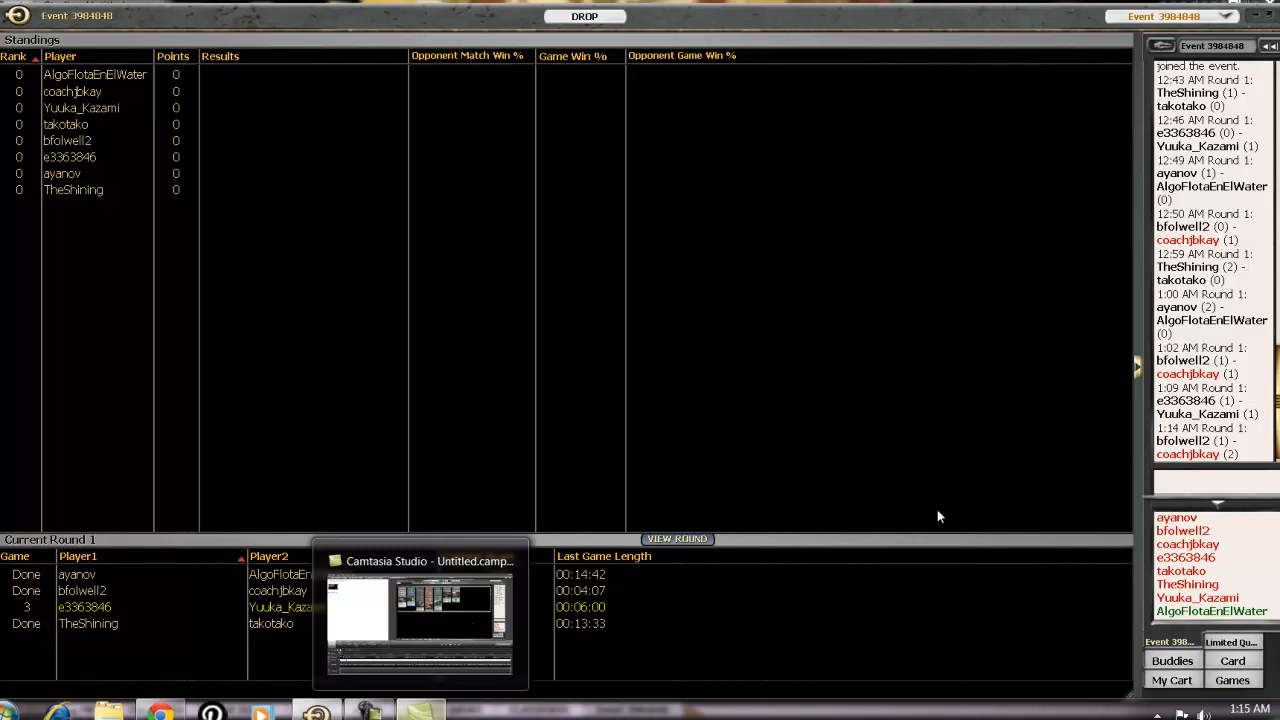 Event 3984848
DROP
Event 3984848
Standings
Rank Player Points Results Opponent Match Win % Game Win % Opponent Game Win %
0 AlgoFlotaEnElWater 0
0 coachjbkay 0
0 Yuuka_Kazami 0
0 takotako 0
0 bfolwell2 0
0 e3363846 0
0 ayanov 0
0 TheShining 0
Event 3984848
joined the event.
12:43 AM Round 1:
TheShining (1) -
takotako (0)
12:46 AM Round 1:
e3363846 (0) -
Yuuka_Kazami (1)
12:49 AM Round 1:
ayanov (1) -
AlgoFlotaEnElWater
(0)
12:50 AM Round 1:
bfolwell2 (0) -
coachjbkay (1)
12:59 AM Round 1:
TheShining (2) -
takotako (0)
1:00 AM Round 1:
ayanov (2) -
AlgoFlotaEnElWater
(0)
1:02 AM Round 1:
bfolwell2 (1) -
coachjbkay (1)
1:09 AM Round 1:
e3363846 (1) -
Yuuka_Kazami (1)
1:14 AM Round 1:
bfolwell2 (1) -
coachjbkay (2)
ayanov
bfolwell2
coachjbkay
e3363846
takotako
TheShining
Yuuka_Kazami
AlgoFlotaEnElWater
Event 398... Limited Qu...
Buddies Card
My Cart Games
Current Round 1
VIEW ROUND
Game Player1 Player2 Last Game Length
Done ayanov AlgoFlotaEn 00:14:42
Done bfolwell2 coachjbkay 00:04:07
3 e3363846 Yuuka_Kaza 00:06:00
Done TheShining takotako 00:13:33
Camtasia Studio - Untitled.camp...
1:15 AM